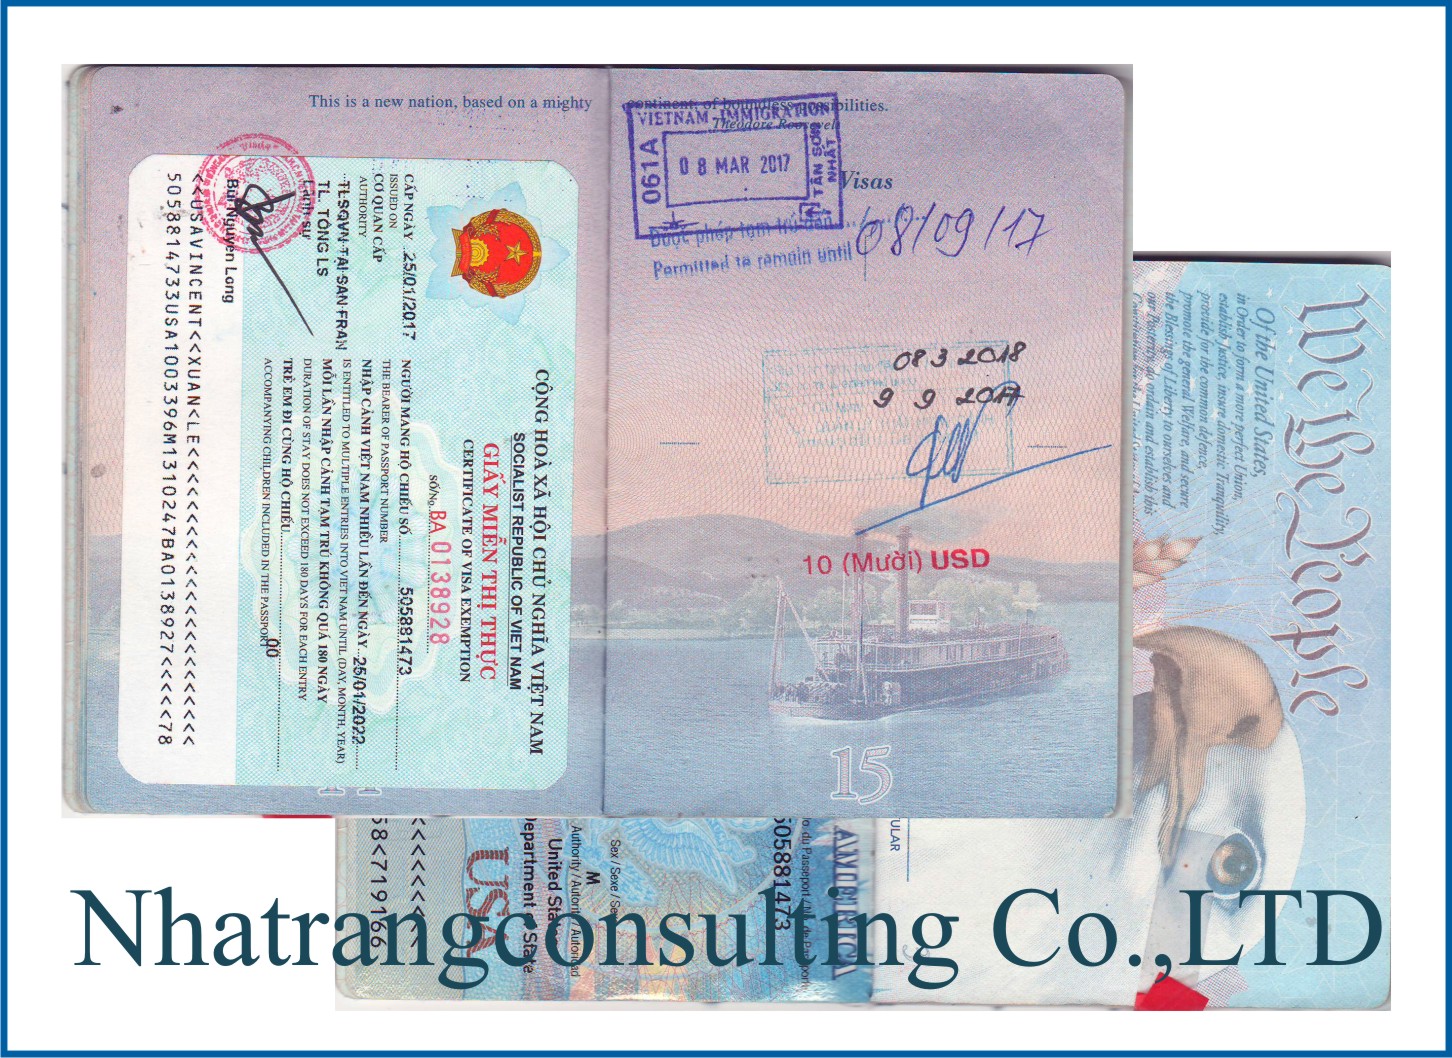 This is a new nation, based on a mighty continent, of boundless possibilities.
Theodore Roosevelt
VIETNAM IMMIGRATION
061A
08 MAR 2017
TÂN SƠN NHẤT
Visas
Được phép tạm trú đến
Permitted to remain until 08/09/17
08 3 2018
9 9 2017
10 (Mười) USD
15
CỘNG HOÀ XÃ HỘI CHỦ NGHĨA VIỆT NAM
SOCIALIST REPUBLIC OF VIET NAM
GIẤY MIỄN THỊ THỰC
CERTIFICATE OF VISA EXEMPTION
SỐ/No. BA0138928
NGƯỜI MANG HỘ CHIẾU SỐ 505881473
THE BEARER OF PASSPORT NUMBER
NHẬP CẢNH VIỆT NAM NHIỀU LẦN ĐẾN NGÀY 25/01/2022
IS ENTITLED TO MULTIPLE ENTRIES INTO VIET NAM UNTIL (DAY, MONTH, YEAR)
MỖI LẦN NHẬP CẢNH TẠM TRÚ KHÔNG QUÁ 180 NGÀY
DURATION OF STAY DOES NOT EXCEED 180 DAYS FOR EACH ENTRY
TRẺ EM ĐI CÙNG HỘ CHIẾU
ACCOMPANYING CHILDREN INCLUDED IN THE PASSPORT 00
CẤP NGÀY 25/01/2017
ISSUED ON
CƠ QUAN CẤP
AUTHORITY
TLSQVN TẠI SAN FRAN
TL. TỔNG LS
Lãnh sự
Bùi Nguyên Long
<<USAVINCENT<<XUAN<LE<<<<<<<<<<<<<<<<<<<<
5058814733USA1003396M1310247BA0138927<<<<78
We the People
Of the United States,
in Order to form a more perfect Union,
establish Justice, insure domestic Tranquility,
provide for the common defence,
promote the general Welfare, and secure
the Blessings of Liberty to ourselves and
our Posterity, do ordain and establish this
AMERICA
505881473
Sex / Sexe /
M
Authority / Autorité / Autoridad
United States
Department of State
USA
58<719166
ULAR
Nhatrangconsulting Co.,LTD